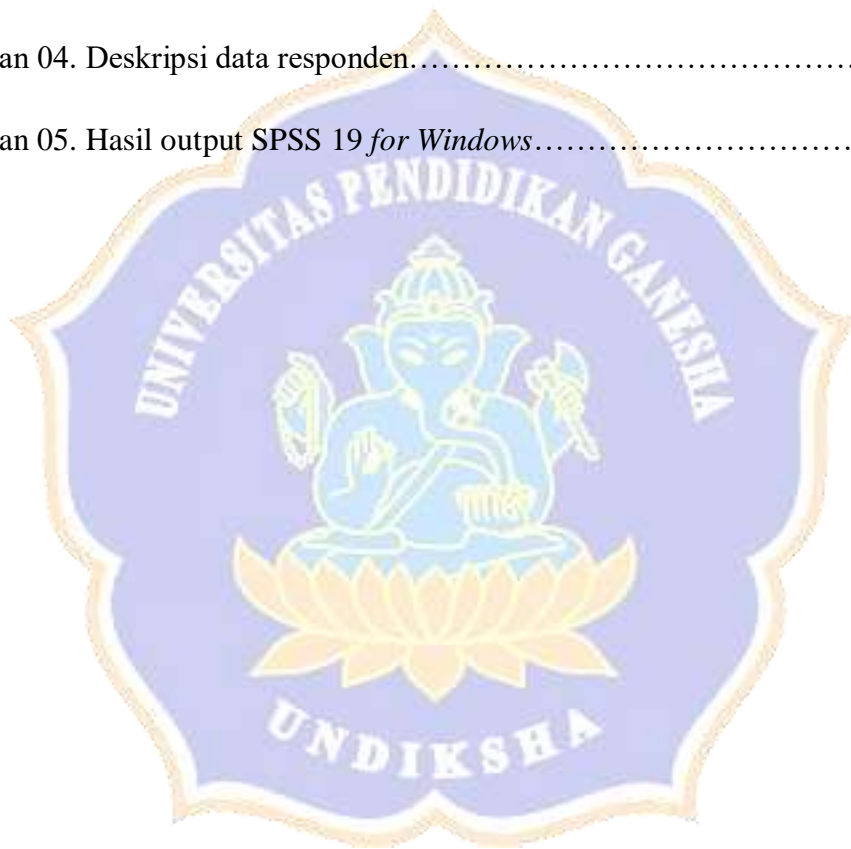 an 04. Deskripsi data responden……………………………………
an 05. Hasil output SPSS 19 for Windows…………………………
UNIVERSITAS PENDIDIKAN GANESHA
UNDIKSHA